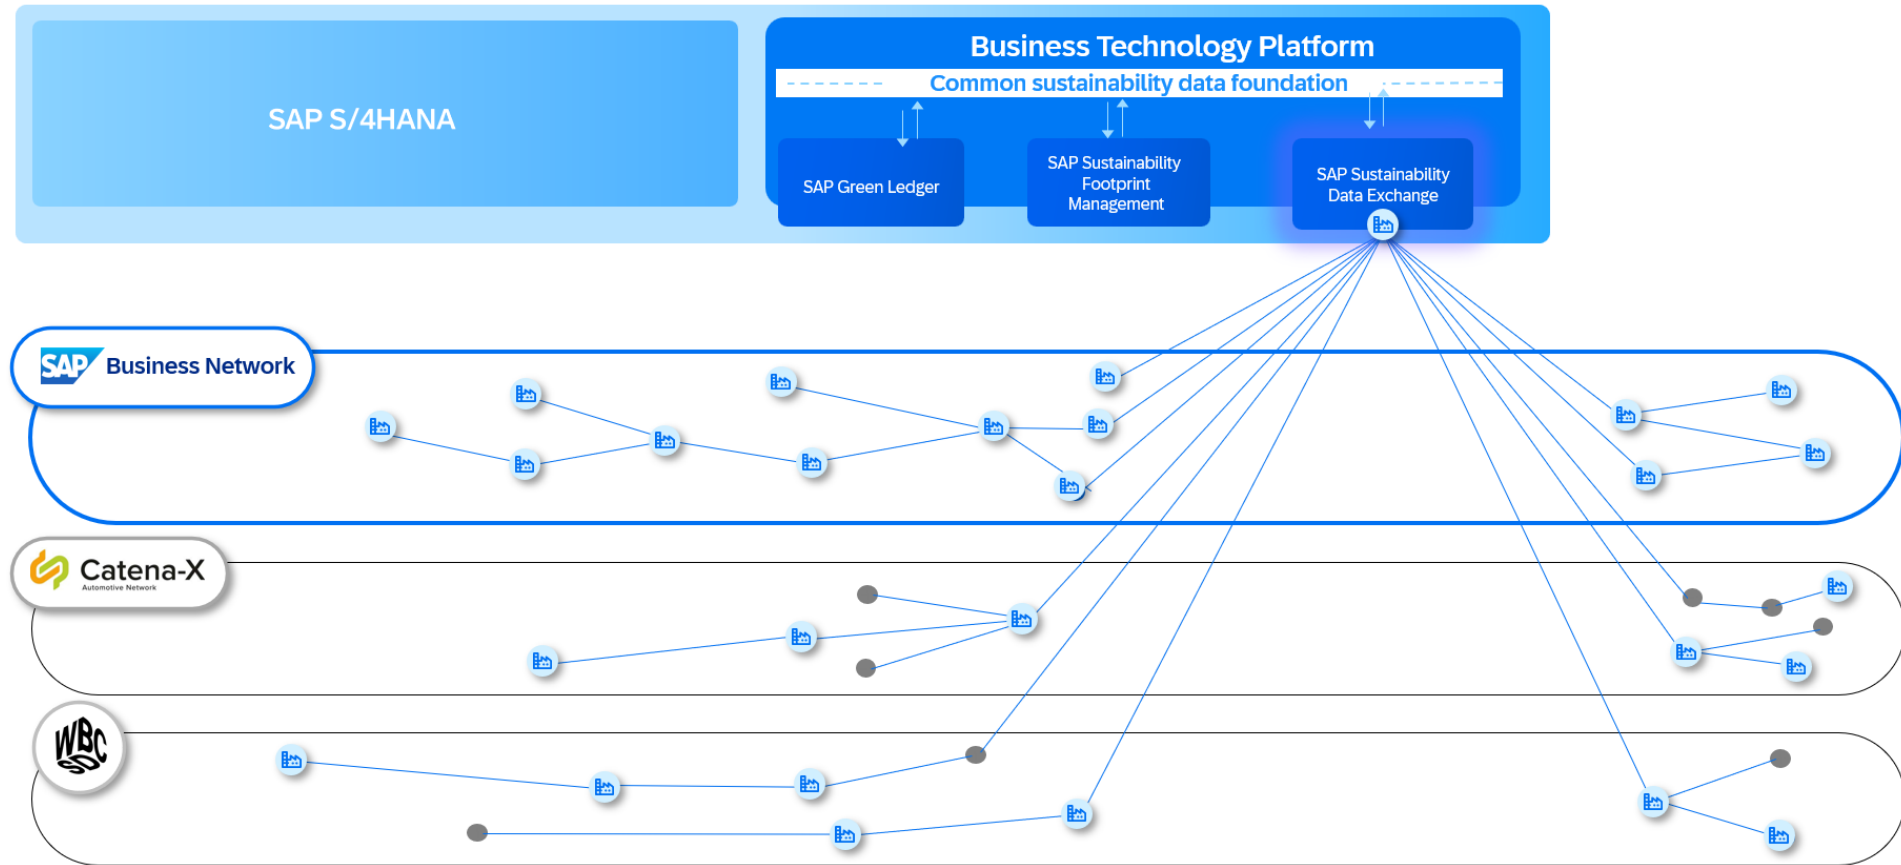 Business Technology Platform
Common sustainability data foundation
SAP S/4HANA
SAP Green Ledger
SAP Sustainability
Footprint
Management
SAP Sustainability
Data Exchange
SAP Business Network
Catena-X
Automotive Network
WBC
SD